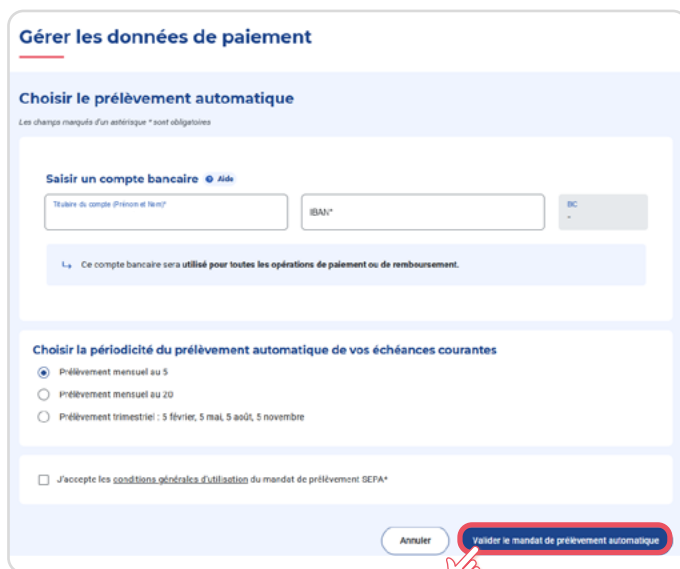 Gérer les données de paiement
Choisir le prélèvement automatique
Les champs marqués d'un astérisque * sont obligatoires
Saisir un compte bancaire ? Aide
Titulaire du compte (Prénom et Nom)*
IBAN*
BIC
-
Ce compte bancaire sera utilisé pour toutes les opérations de paiement ou de remboursement.
Choisir la périodicité du prélèvement automatique de vos échéances courantes
Prélèvement mensuel au 5
Prélèvement mensuel au 20
Prélèvement trimestriel : 5 février, 5 mai, 5 août, 5 novembre
J'accepte les conditions générales d'utilisation du mandat de prélèvement SEPA*
Annuler
Valider le mandat de prélèvement automatique